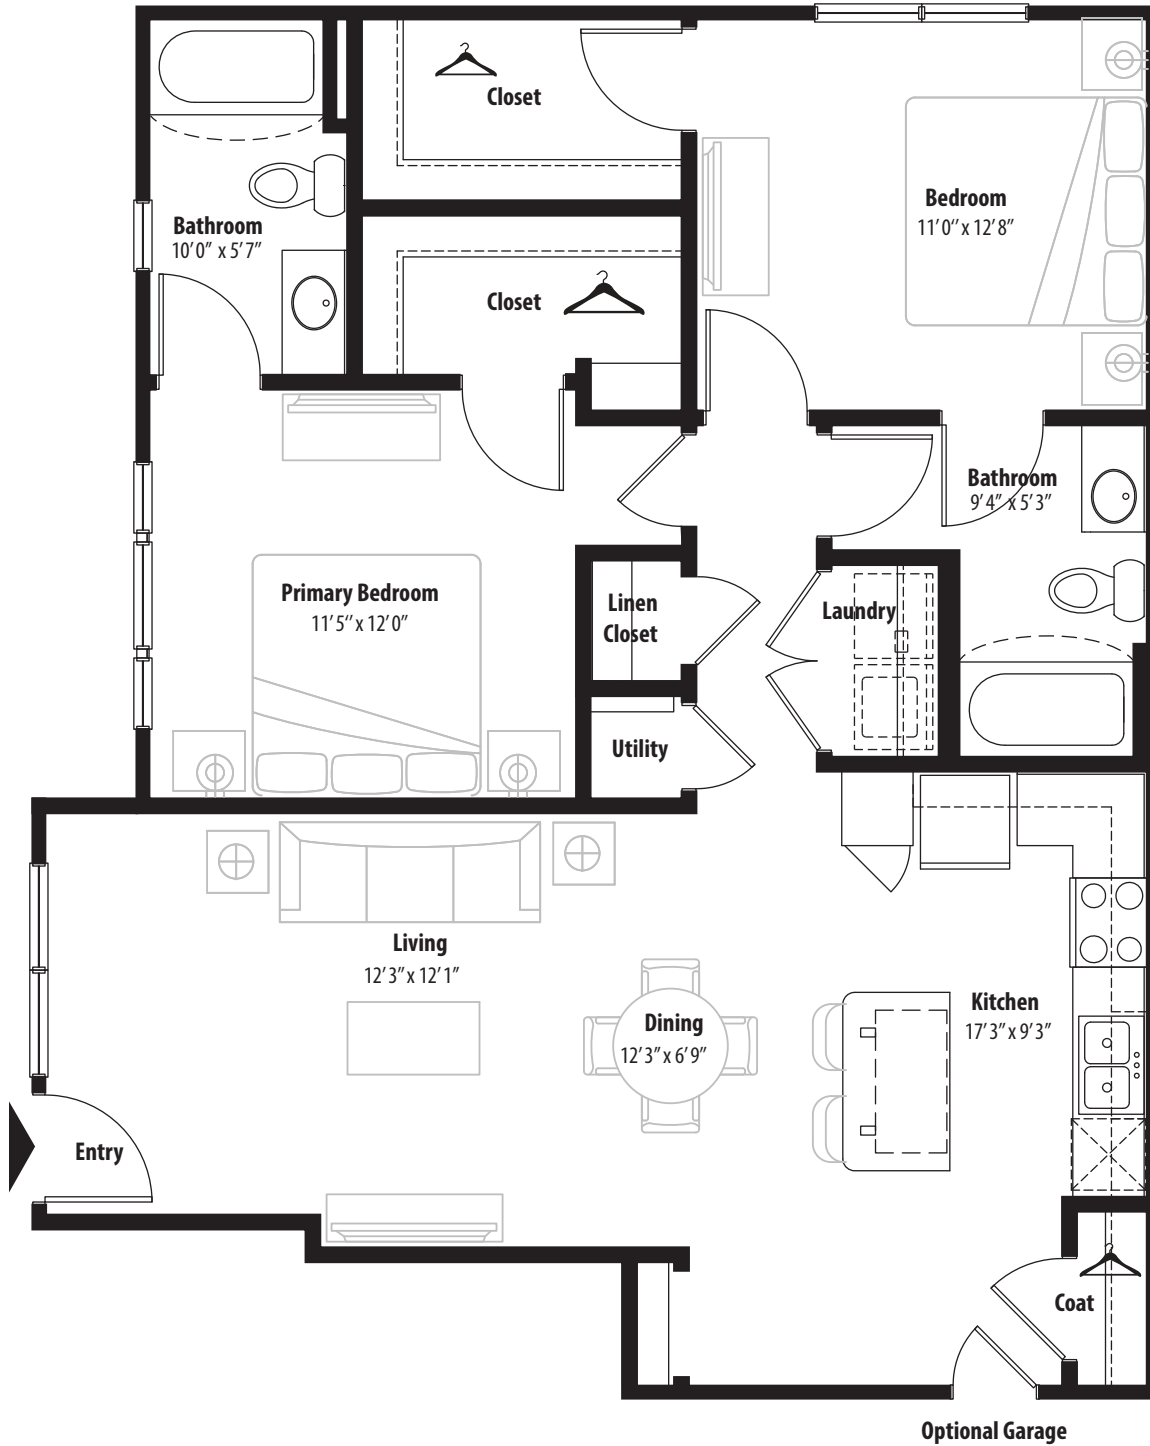 Closet
Bedroom
11'0'' x 12'8"
Bathroom
10'0" x 5'7"
Closet
Bathroom
9'4" x 5'3"
Primary Bedroom
11'5'' x 12'0"
Linen
Closet
Laundry
Utility
Living
12'3" x 12'1"
Dining
12'3" x 6'9"
Kitchen
17'3" x 9'3"
Entry
Coat
Optional Garage